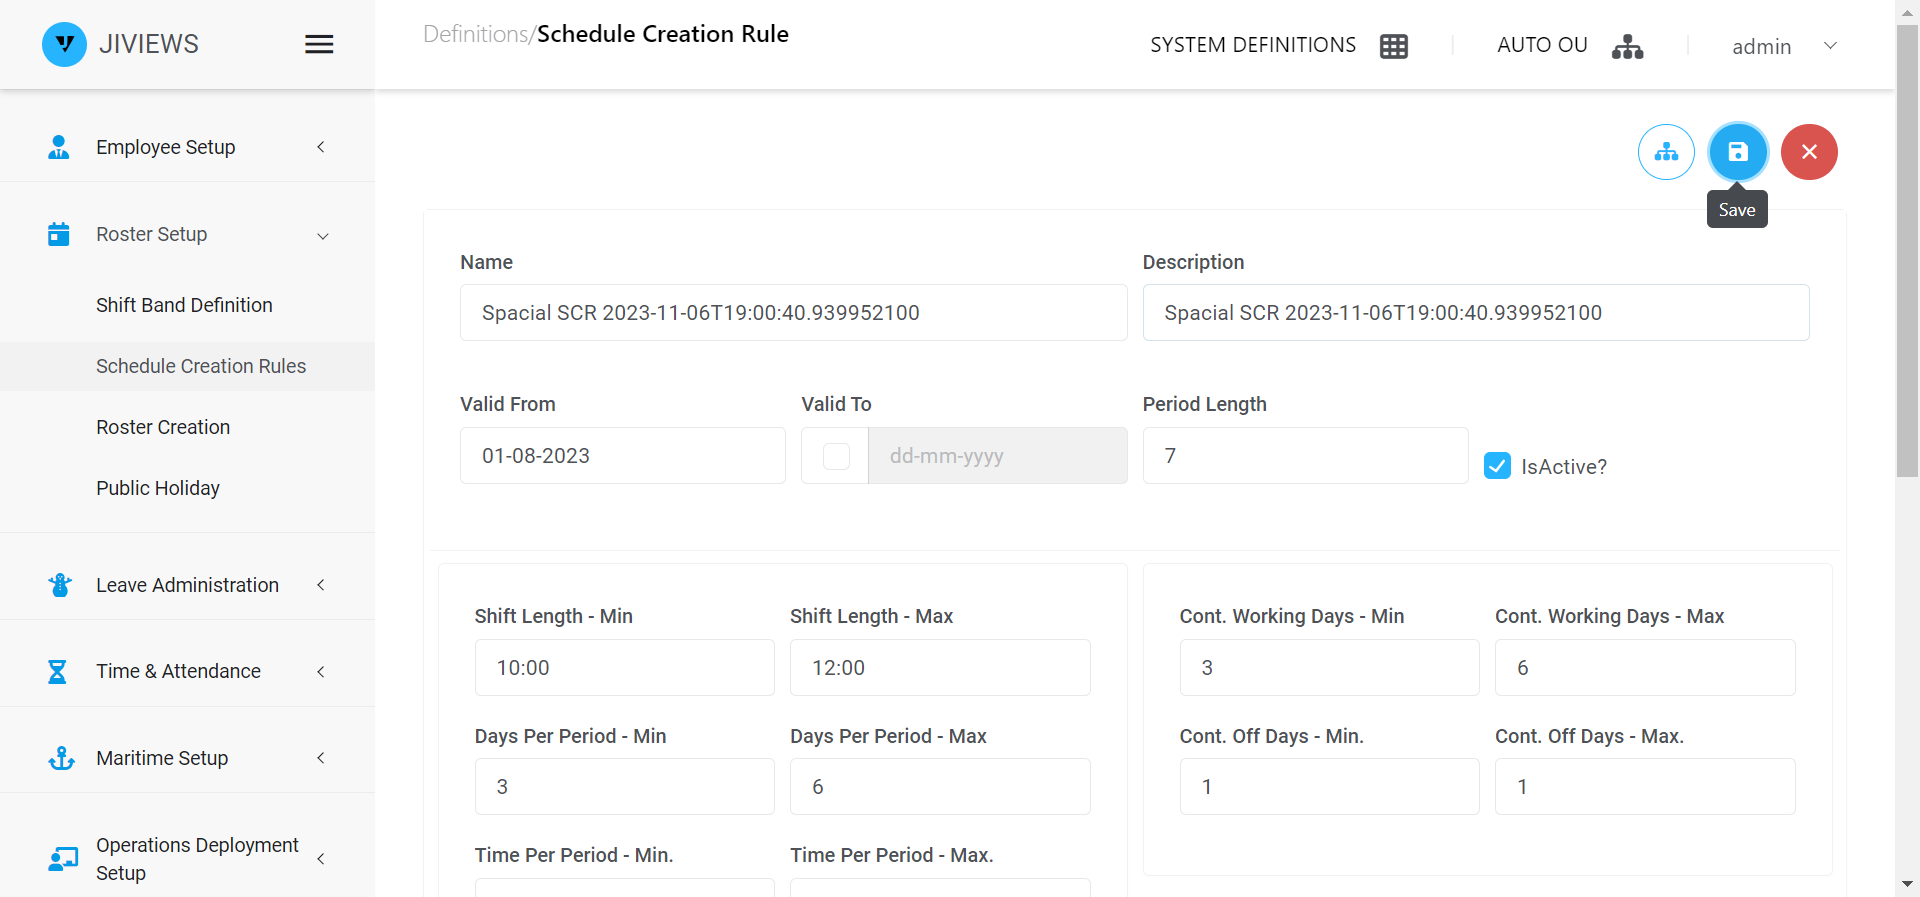 JIVIEWS
Definitions/Schedule Creation Rule
SYSTEM DEFINITIONS
AUTO OU
admin
Employee Setup
Roster Setup
Shift Band Definition
Schedule Creation Rules
Roster Creation
Public Holiday
Leave Administration
Time & Attendance
Maritime Setup
Operations Deployment
Setup
Save
Name
Description
Spacial SCR 2023-11-06T19:00:40.939952100
Spacial SCR 2023-11-06T19:00:40.939952100
Valid From
Valid To
Period Length
01-08-2023
dd-mm-yyyy
7
IsActive?
Shift Length - Min
Shift Length - Max
10:00
12:00
Days Per Period - Min
Days Per Period - Max
3
6
Time Per Period - Min.
Time Per Period - Max.
Cont. Working Days - Min
Cont. Working Days - Max
3
6
Cont. Off Days - Min.
Cont. Off Days - Max.
1
1